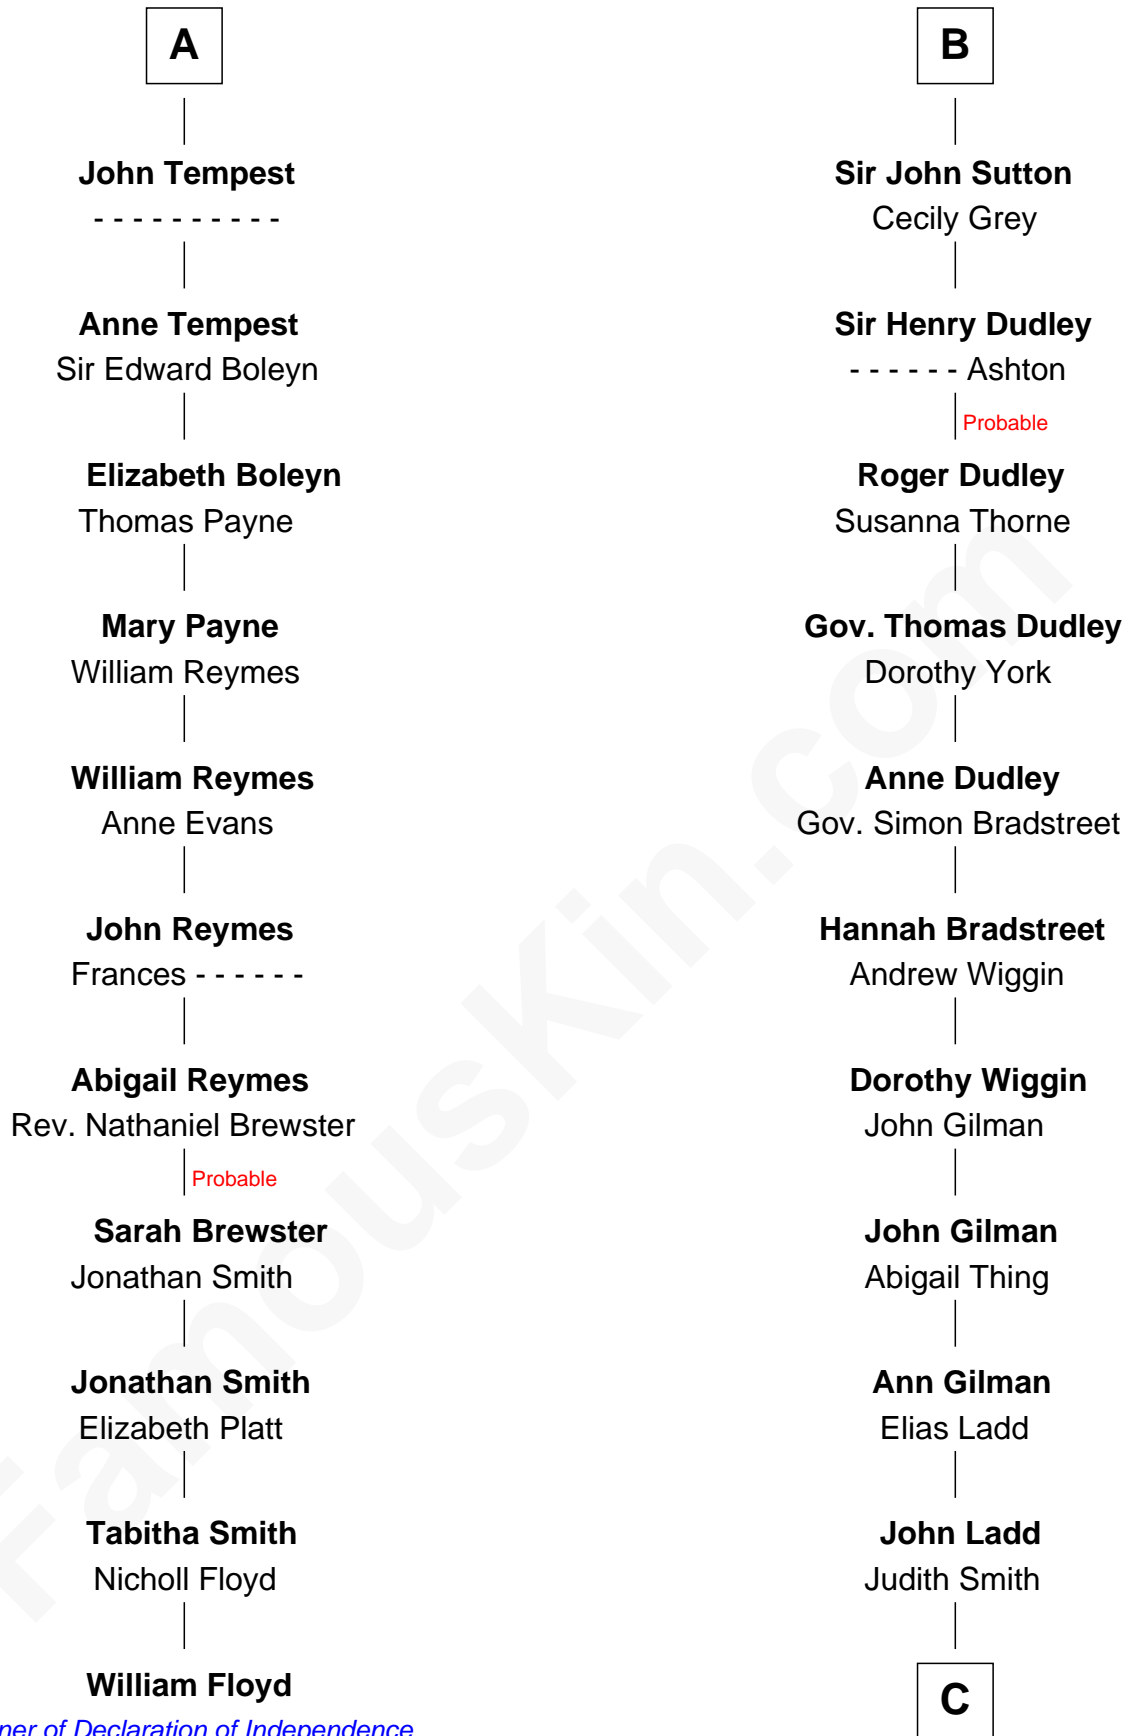 A
John Tempest
- - - - - - - - - -
Anne Tempest
Sir Edward Boleyn
Elizabeth Boleyn
Thomas Payne
Mary Payne
William Reymes
William Reymes
Anne Evans
John Reymes
Frances - - - - - -
Abigail Reymes
Rev. Nathaniel Brewster
Probable
Sarah Brewster
Jonathan Smith
Jonathan Smith
Elizabeth Platt
Tabitha Smith
Nicholl Floyd
William Floyd
of Declaration of Independence
B
Sir John Sutton
Cecily Grey
Sir Henry Dudley
- - - - - - Ashton
Probable
Roger Dudley
Susanna Thorne
Gov. Thomas Dudley
Dorothy York
Anne Dudley
Gov. Simon Bradstreet
Hannah Bradstreet
Andrew Wiggin
Dorothy Wiggin
John Gilman
John Gilman
Abigail Thing
Ann Gilman
Elias Ladd
John Ladd
Judith Smith
C
FamousKin.com